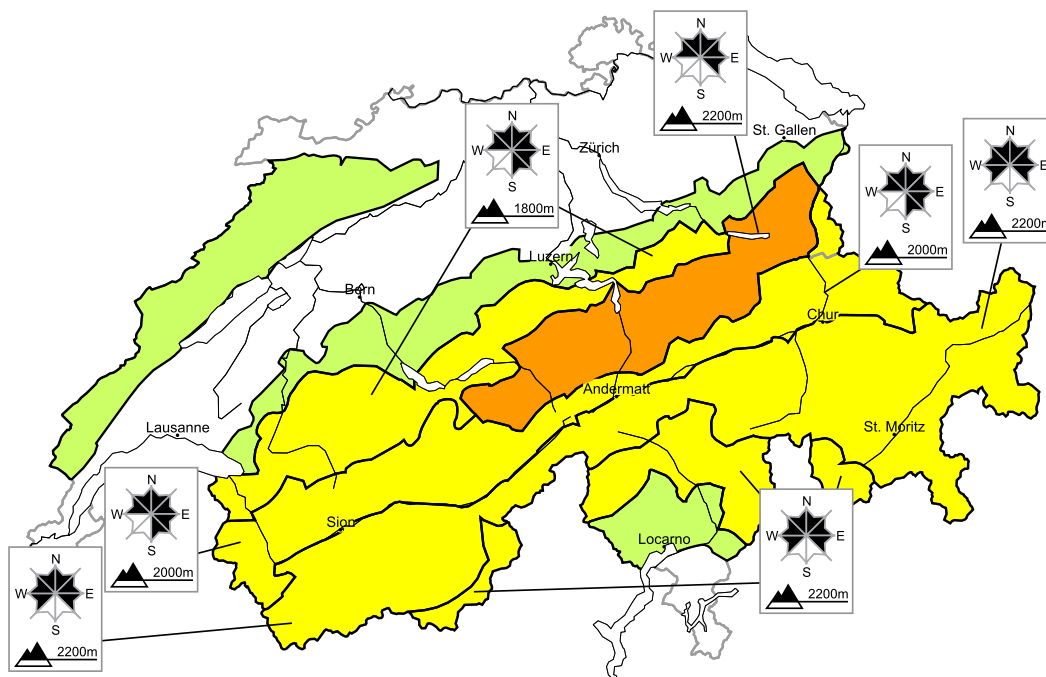 N
W E
S
2200m
St. Gallen
N
W E
S
1800m
Zürich
N
W E
S
2000m
N
W E
S
2200m
Luzern
Bern
Chur
Andermatt
Lausanne
St. Moritz
N
W E
S
2000m
Sion
Locarno
N
W E
S
2200m
N
W E
S
2200m